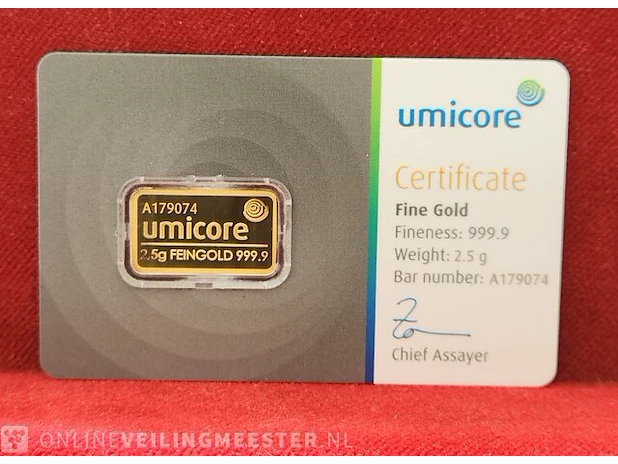 A179074
umicore
2,5g FEINGOLD 999.9
umicore
Certificate
Fine Gold
Fineness: 999.9
Weight: 2.5 g
Bar number: A179074
Chief Assayer
ONLINEVEILINGMEESTER.NL